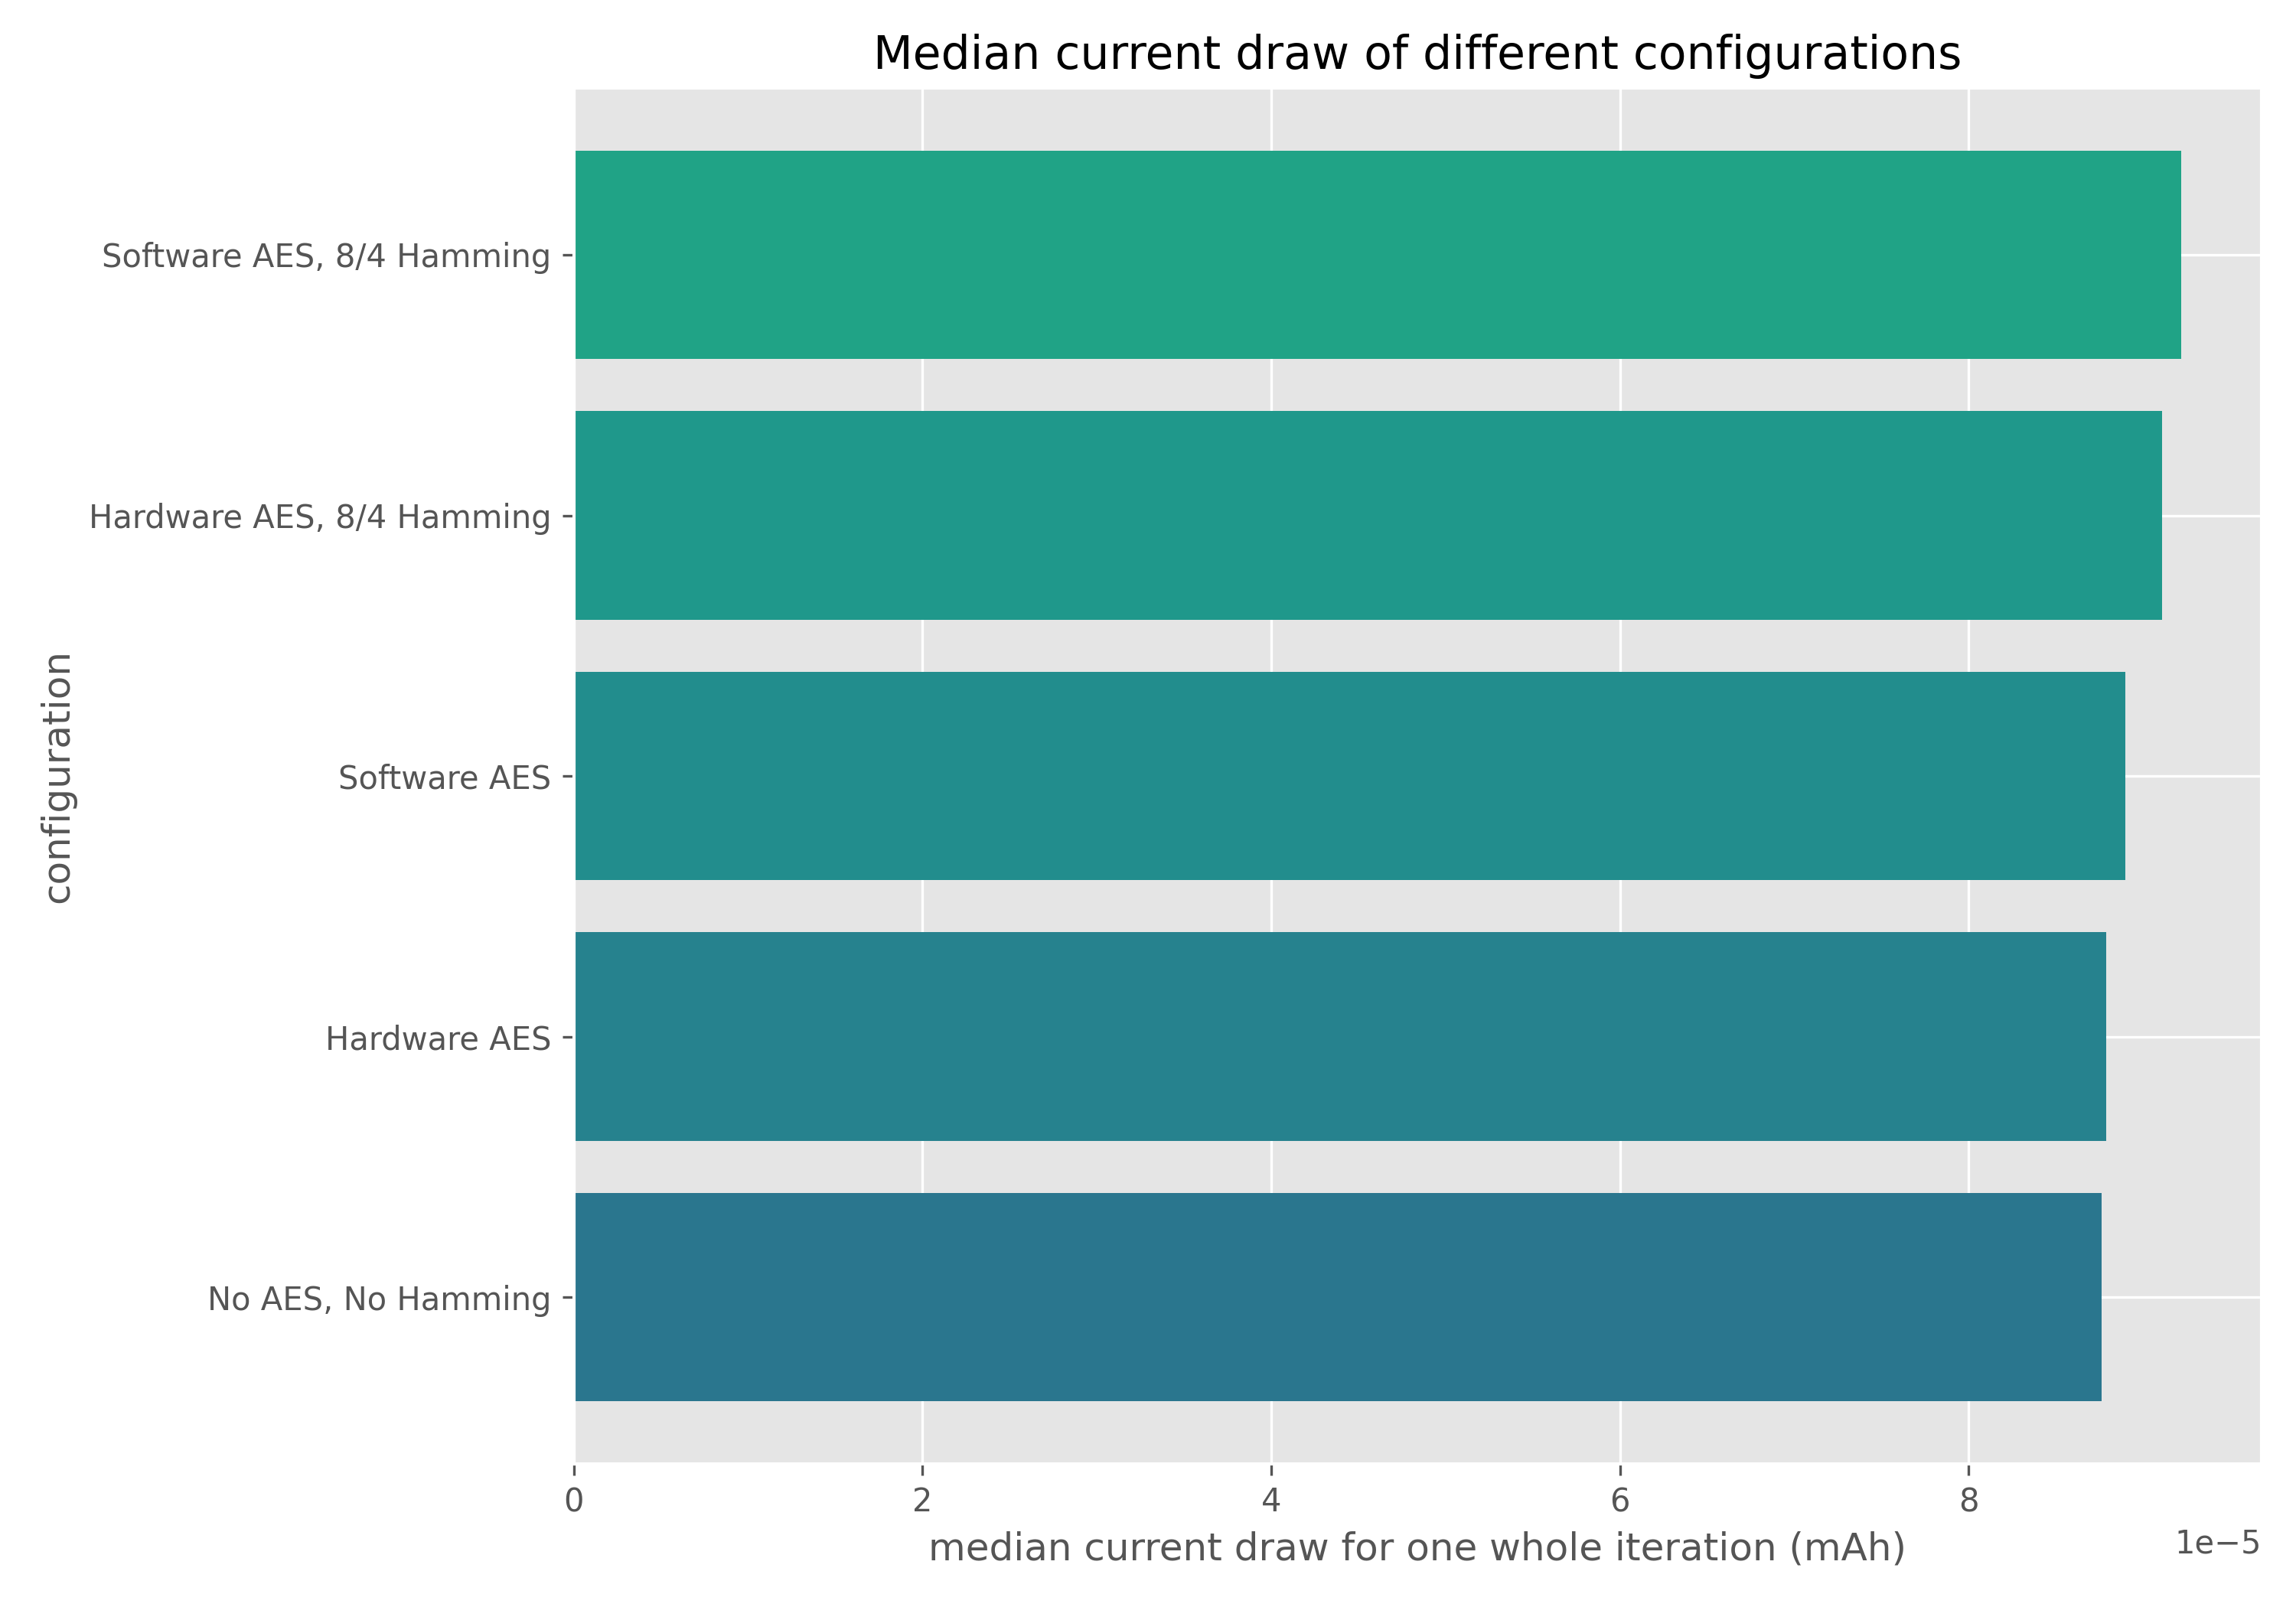 Median current draw of different configurations
Software AES, 8/4 Hamming
Hardware AES, 8/4 Hamming
Software AES
Hardware AES
No AES, No Hamming
configuration
0 2 4 6 8
median current draw for one whole iteration (mAh)
1e−5